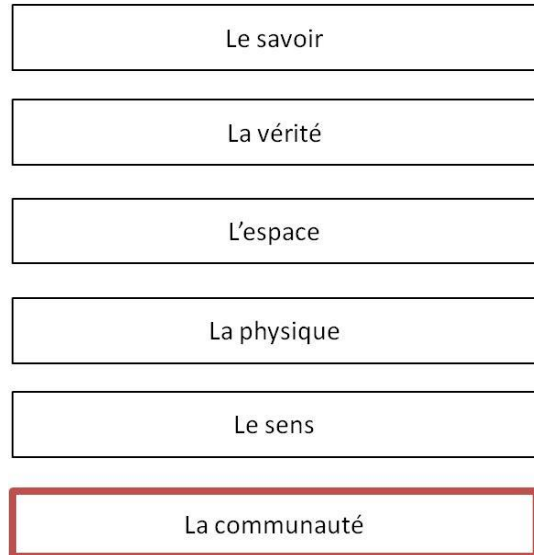 Le savoir
La vérité
L'espace
La physique
Le sens
La communauté